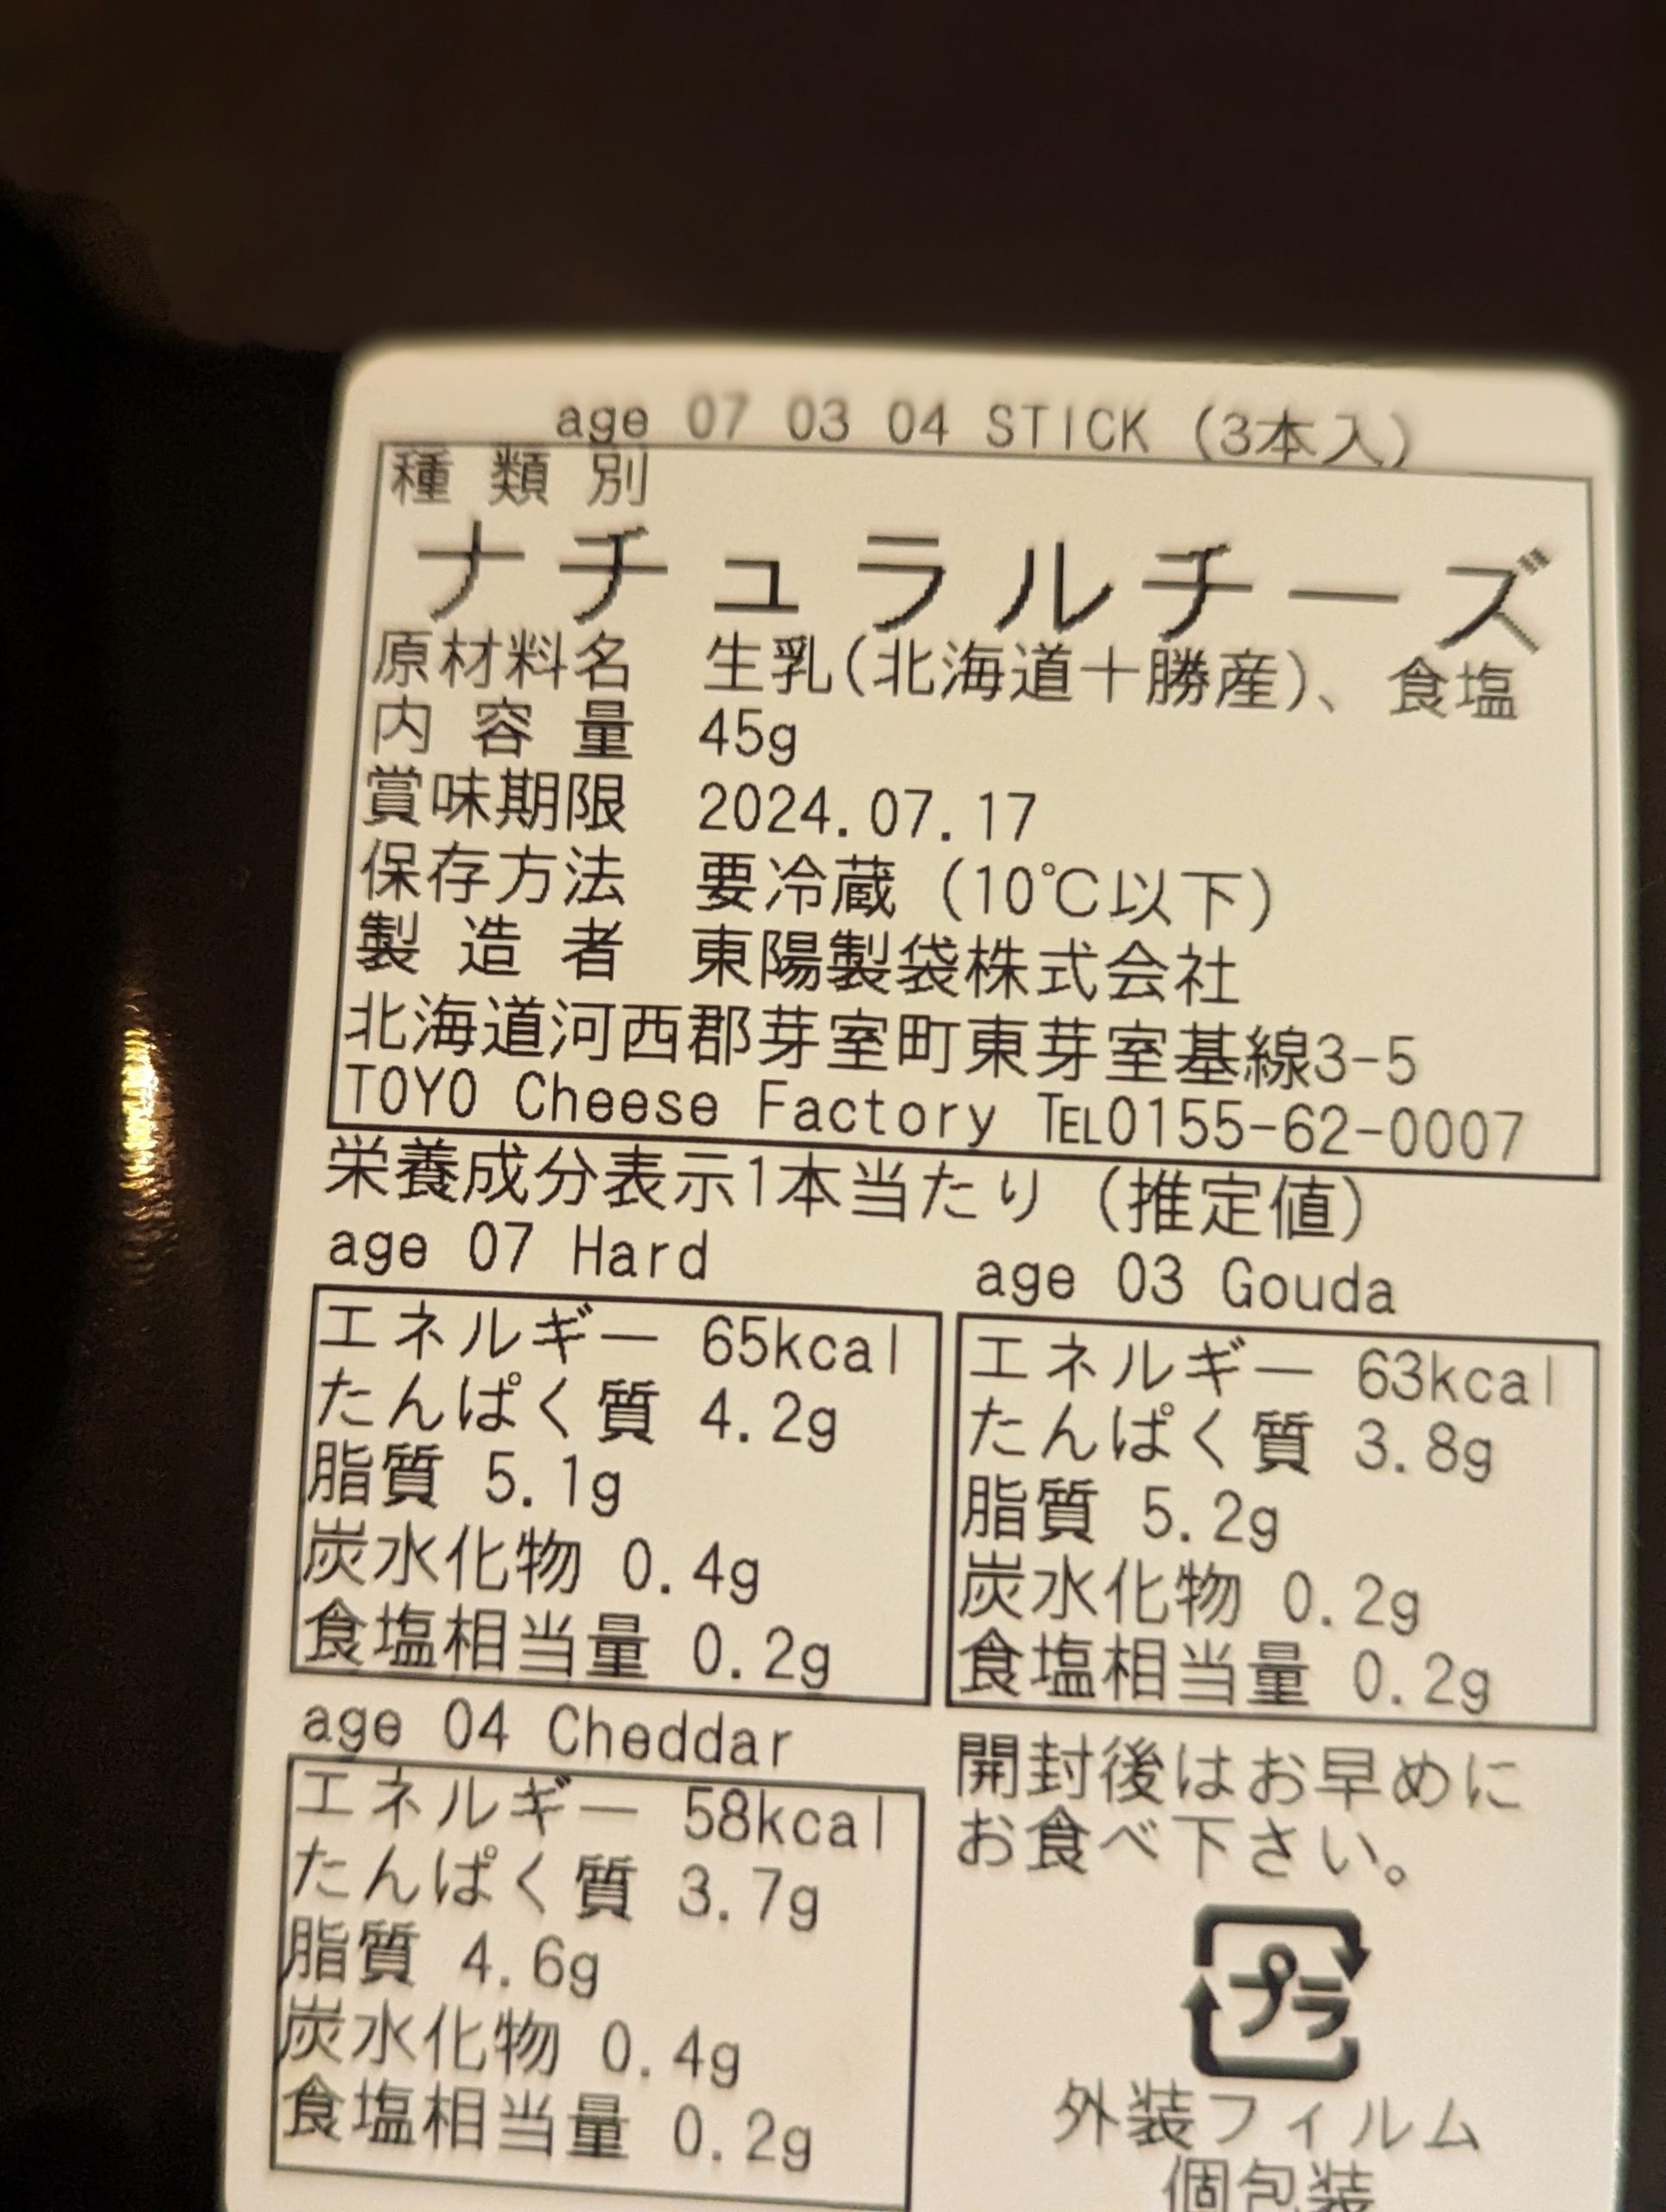 age 07 03 04 STICK (3本入)
種類別
ナチュラルチーズ
原材料名 生乳(北海道十勝産)、食塩
内容量 45g
賞味期限 2024.07.17
保存方法 要冷蔵 (10℃以下)
製造者 東陽製袋株式会社
北海道河西郡芽室町東芽室基線3-5
TOYO Cheese Factory TEL0155-62-0007
栄養成分表示1本当たり (推定値)
age 07 Hard
エネルギー 65kcal
たんぱく質 4.2g
脂質 5.1g
炭水化物 0.4g
食塩相当量 0.2g
age 03 Gouda
エネルギー 63kcal
たんぱく質 3.8g
脂質 5.2g
炭水化物 0.2g
食塩相当量 0.2g
age 04 Cheddar
エネルギー 58kcal
たんぱく質 3.7g
脂質 4.6g
炭水化物 0.4g
食塩相当量 0.2g
開封後はお早めに
お食べ下さい。
プラ
外装フィルム
個包装